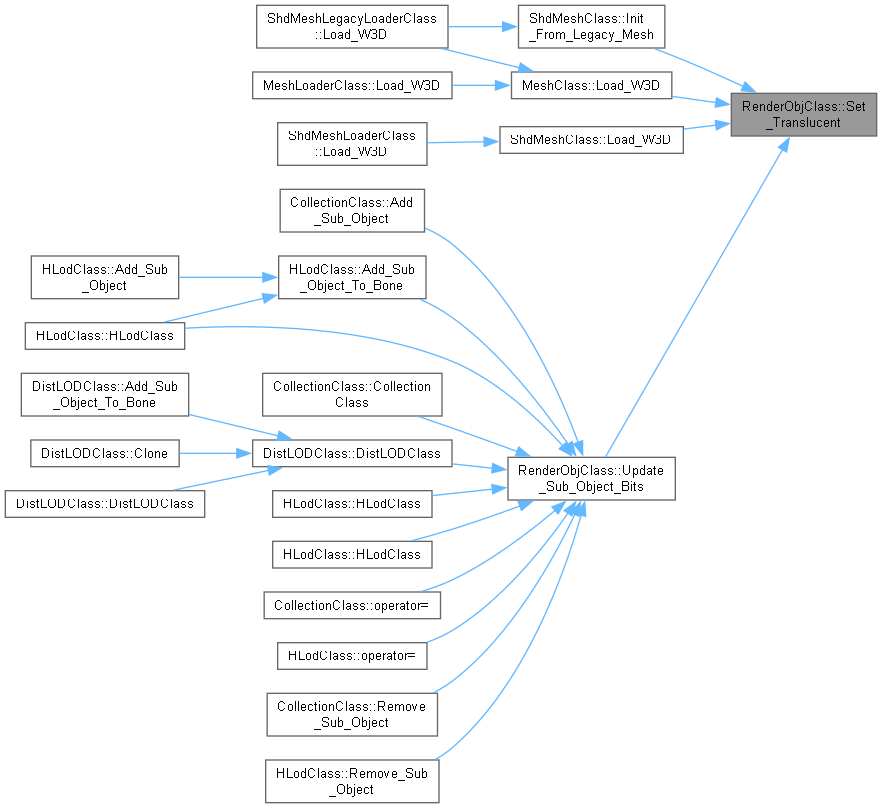 ShdMeshLegacyLoaderClass
::Load_W3D
ShdMeshClass::Init
_From_Legacy_Mesh
MeshLoaderClass::Load_W3D
MeshClass::Load_W3D
RenderObjClass::Set
_Translucent
ShdMeshLoaderClass
::Load_W3D
ShdMeshClass::Load_W3D
CollectionClass::Add
_Sub_Object
HLodClass::Add_Sub
_Object
HLodClass::Add_Sub
_Object_To_Bone
HLodClass::HLodClass
DistLODClass::Add_Sub
_Object_To_Bone
CollectionClass::Collection
Class
DistLODClass::Clone
DistLODClass::DistLODClass
RenderObjClass::Update
_Sub_Object_Bits
DistLODClass::DistLODClass
HLodClass::HLodClass
HLodClass::HLodClass
CollectionClass::operator=
HLodClass::operator=
CollectionClass::Remove
_Sub_Object
HLodClass::Remove_Sub
_Object